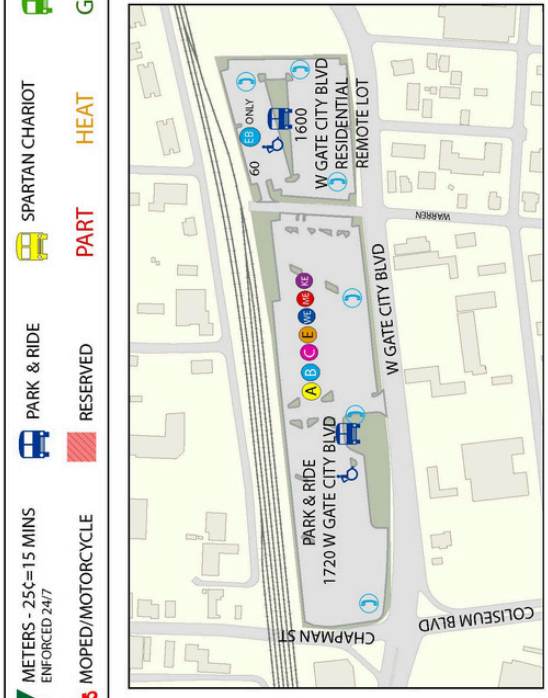 METERS - 25¢=15 MINS
ENFORCED 24/7
PARK & RIDE
SPARTAN CHARIOT
G
MOPED/MOTORCYCLE
RESERVED
PART
HEAT
EB ONLY
60
1600
W GATE CITY BLVD
RESIDENTIAL
REMOTE LOT
WARREN
A B C E WE ME KE
W GATE CITY BLVD
PARK & RIDE
1720 W GATE CITY BLVD
CHAPMAN ST
COLISEUM BLVD